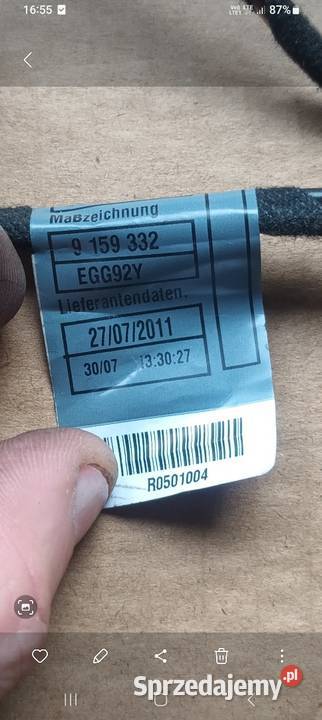 16:55
87%
Maßzeichnung
9 159 332
EGG92Y
Lieferantendaten.
27/07/2011
30/07 13:30:27
R0501004
Sprzedajemy.pl